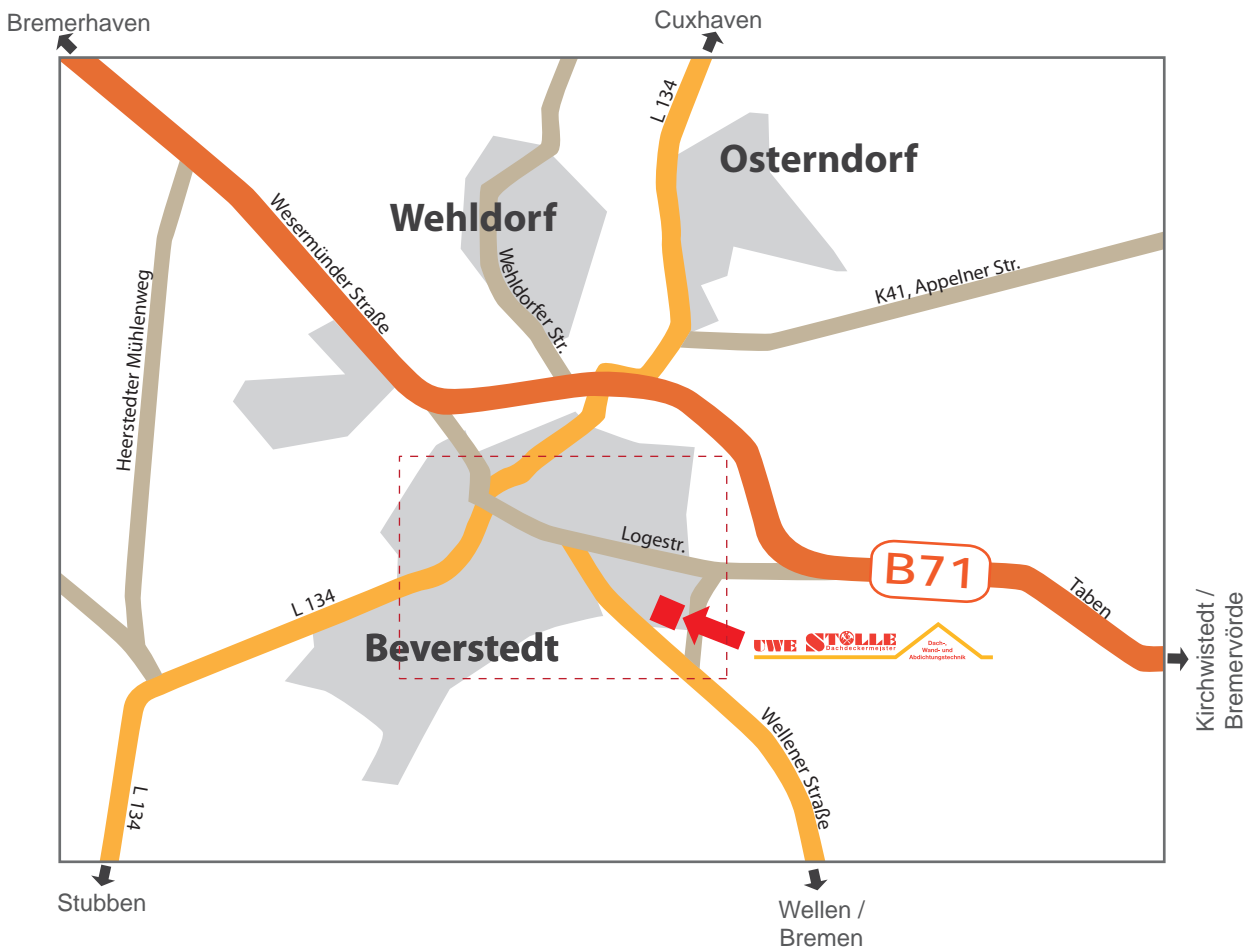 Bremerhaven
Cuxhaven
L 134
Osterndorf
Wehldorf
Wesermünder Straße
Wehldorfer Str.
K41, Appelner Str.
Heerstedter Mühlenweg
Logestr.
B71
L 134
Taben
Beverstedt
UWE STOLLE
Dachdeckermeister
Dach-,
Wand- und
Abdichtungstechnik
Kirchwistedt /
Bremervörde
Wellener Straße
L 134
Stubben
Wellen /
Bremen